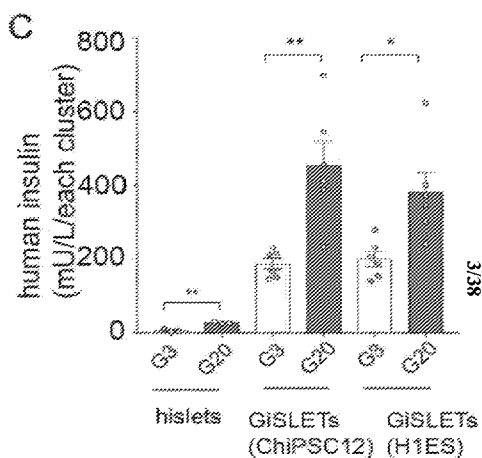 C
human insulin
(mU/L/each cluster)
800
600
400
200
0
**
**
*
G3
G20
G3
G20
G3
G20
hislets
GiSLETs
(ChiPSC12)
GiSLETs
(H1ES)
3/38